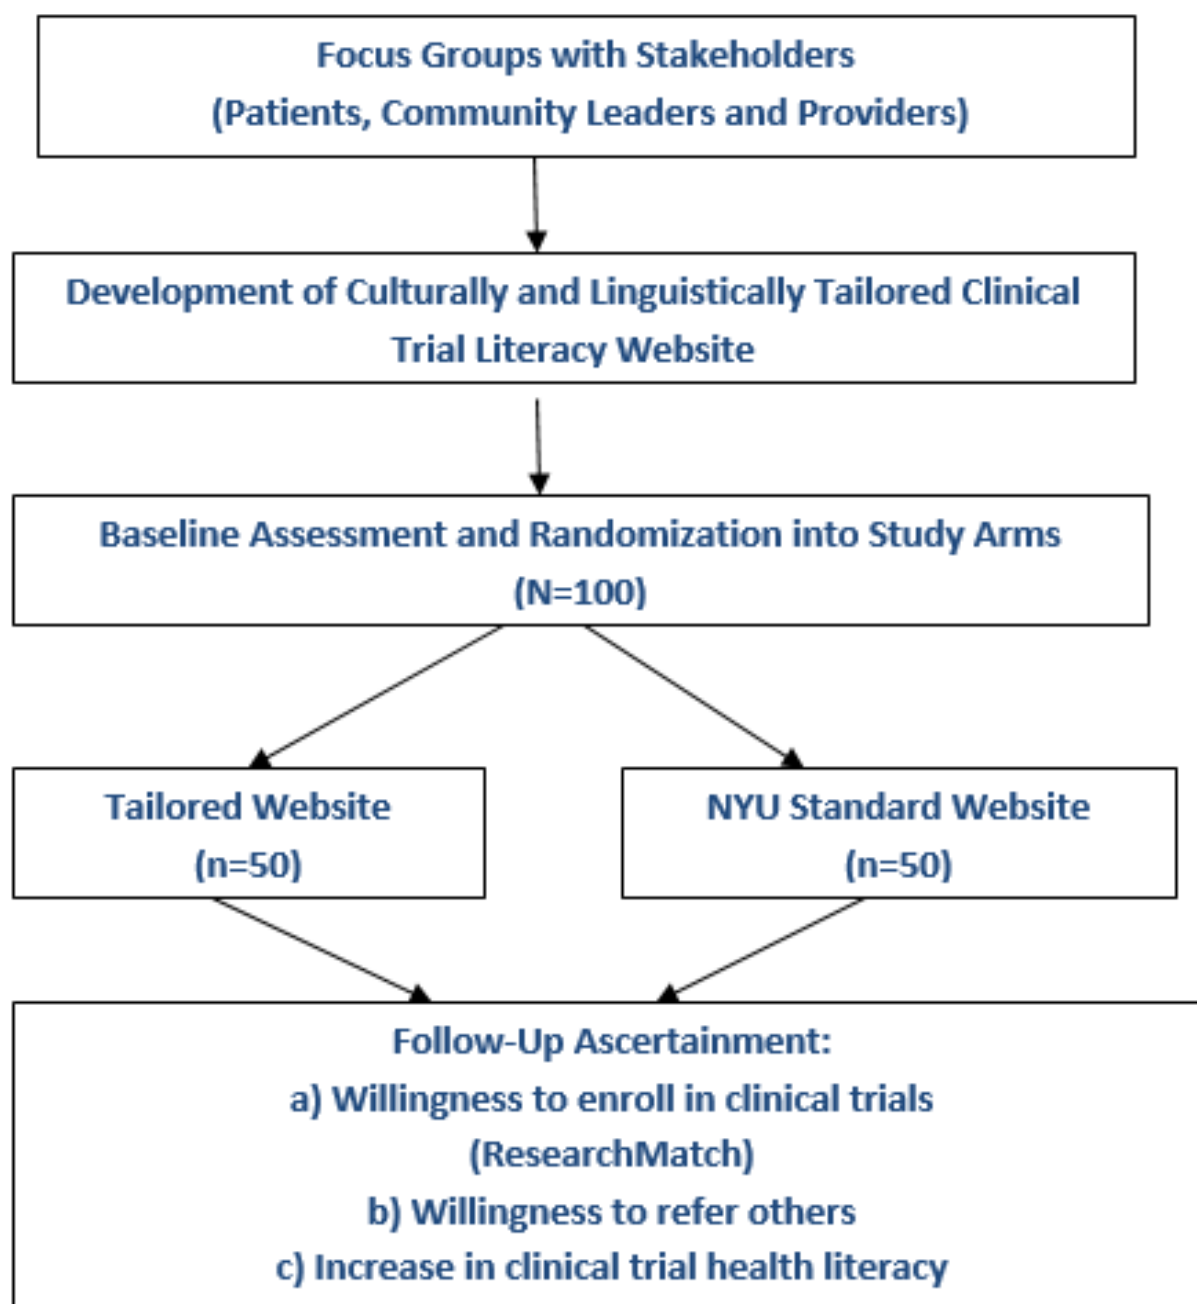 Focus Groups with Stakeholders
(Patients, Community Leaders and Providers)
Development of Culturally and Linguistically Tailored Clinical
Trial Literacy Website
Baseline Assessment and Randomization into Study Arms
(N=100)
Tailored Website
(n=50)
NYU Standard Website
(n=50)
Follow-Up Ascertainment:
a) Willingness to enroll in clinical trials
(ResearchMatch)
b) Willingness to refer others
c) Increase in clinical trial health literacy